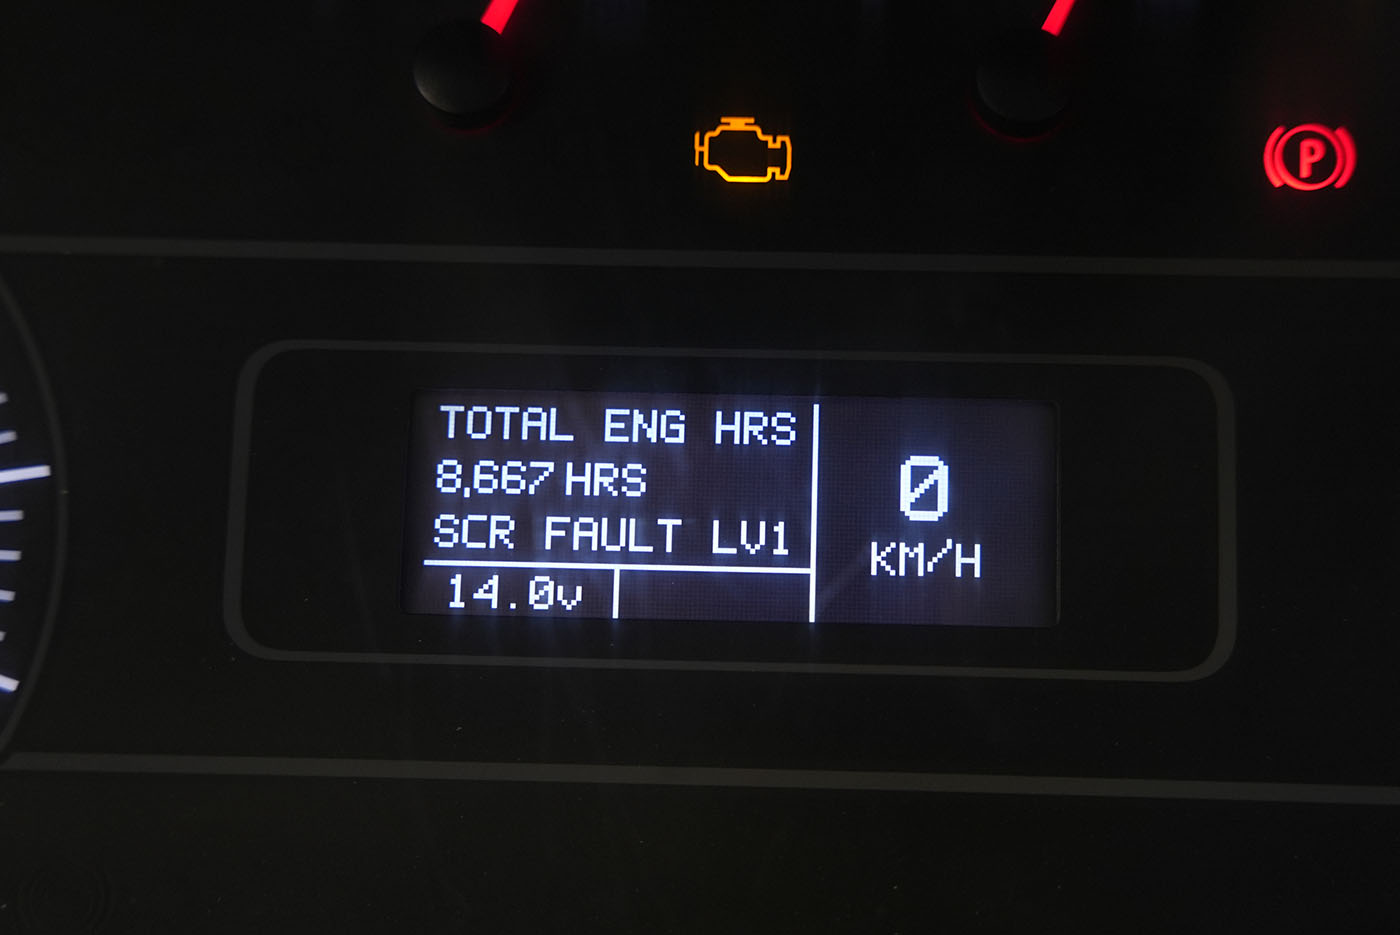 P
TOTAL ENG HRS
8,667 HRS
SCR FAULT LV1
14.0v
0
KM/H